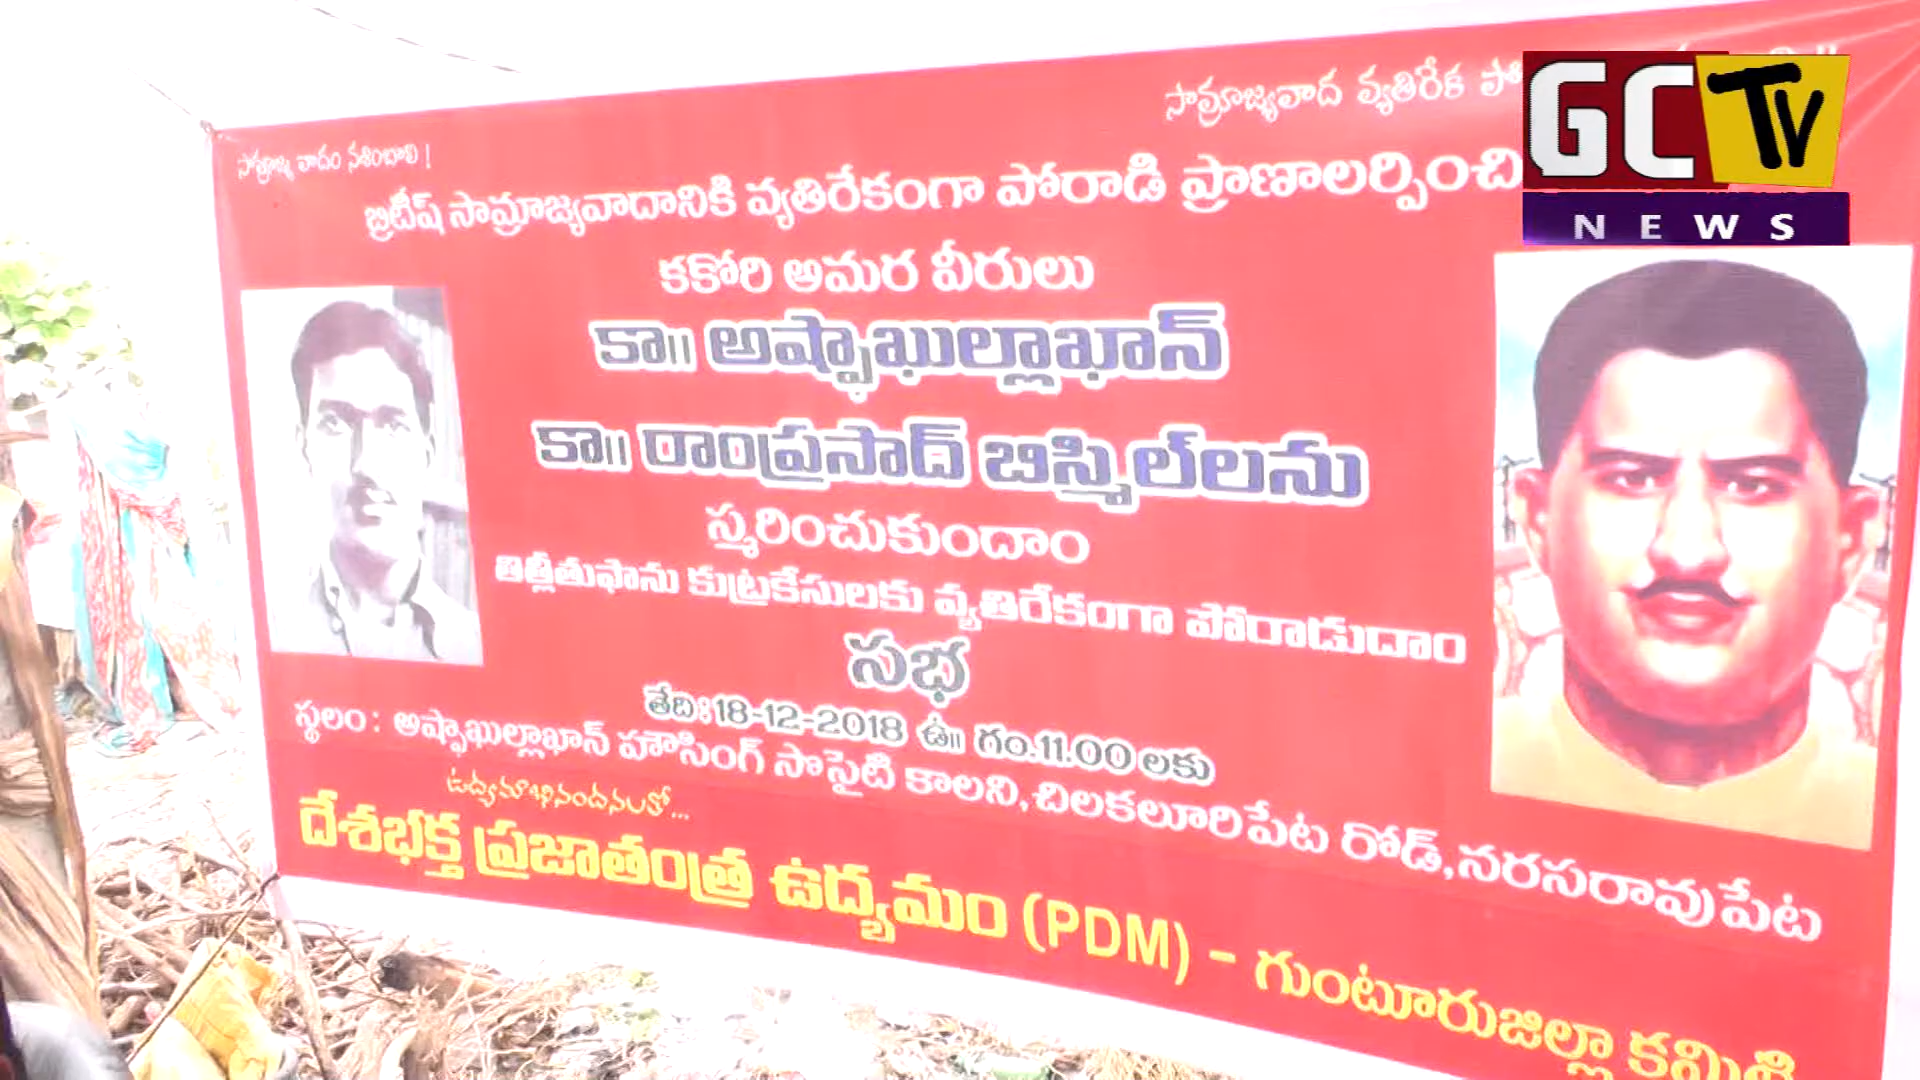 సామ్రాజ్య వాదం నశించాలి !
సామ్రాజ్యవాద వ్యతిరేక
బ్రిటీష్ సామ్రాజ్యవాదానికి వ్యతిరేకంగా పోరాడి ప్రాణాలర్పించి
కకోరి అమర వీరులు
కా॥ అష్ఫాఖుల్లాఖాన్
కా॥ రాంప్రసాద్ బిస్మిల్‌లను
స్మరించుకుందాం
తిత్లీతుఫాను కుట్రకేసులకు వ్యతిరేకంగా పోరాడుదాం
సభ
తేది:18-12-2018 ఉ॥ గం.11.00 లకు
స్థలం : అష్ఫాఖుల్లాఖాన్ హౌసింగ్ సొసైటి కాలని, చిలకలూరిపేట రోడ్, నరసరావుపేట
ఉద్యమాభినందనలతో...
దేశభక్త ప్రజాతంత్ర ఉద్యమం (PDM) - గుంటూరుజిల్లా కమిటి
GC TV
NEWS